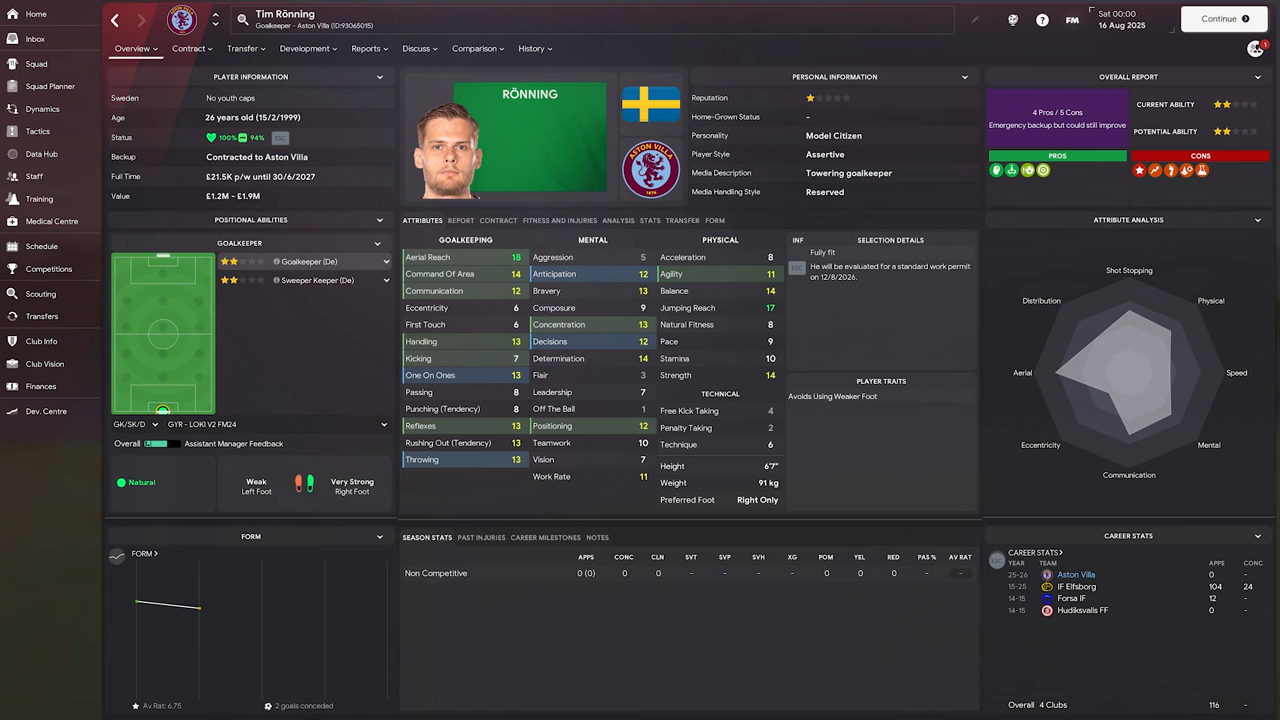 Home
Inbox
Squad
Squad Planner
Dynamics
Tactics
Data Hub
Staff
Training
Medical Centre
Schedule
Competitions
Scouting
Transfers
Club Info
Club Vision
Finances
Dev. Centre
Tim Rönning
Goalkeeper - Aston Villa (ID:93065015)
FM
Sat 00:00
16 Aug 2025
Continue
Overview Contract Transfer Development Reports Discuss Comparison History
1
PLAYER INFORMATION
Sweden No youth caps
Age 26 years old (15/2/1999)
Status 100% 94% ESC
Backup Contracted to Aston Villa
Full Time £21.5K p/w until 30/6/2027
Value £1.2M - £1.9M
RÖNNING
ASTON VILLA
1874
PERSONAL INFORMATION
Reputation
Home-Grown Status -
Personality Model Citizen
Player Style Assertive
Media Description Towering goalkeeper
Media Handling Style Reserved
OVERALL REPORT
4 Pros / 5 Cons
Emergency backup but could still improve
CURRENT ABILITY
POTENTIAL ABILITY
PROS CONS
POSITIONAL ABILITIES
GOALKEEPER
Goalkeeper (De)
Sweeper Keeper (De)
GK/SK/D GYR - LOKI V2 FM24
Overall Assistant Manager Feedback
Natural
Weak
Left Foot
Very Strong
Right Foot
ATTRIBUTES REPORT CONTRACT FITNESS AND INJURIES ANALYSIS STATS TRANSFER FORM
GOALKEEPING
Aerial Reach 18
Command Of Area 14
Communication 12
Eccentricity 6
First Touch 6
Handling 13
Kicking 7
One On Ones 13
Passing 8
Punching (Tendency) 8
Reflexes 13
Rushing Out (Tendency) 13
Throwing 13
MENTAL
Aggression 5
Anticipation 12
Bravery 13
Composure 9
Concentration 13
Decisions 12
Determination 14
Flair 3
Leadership 7
Off The Ball 1
Positioning 12
Teamwork 10
Vision 7
Work Rate 11
PHYSICAL
Acceleration 8
Agility 11
Balance 14
Jumping Reach 17
Natural Fitness 8
Pace 9
Stamina 10
Strength 14
TECHNICAL
Free Kick Taking 4
Penalty Taking 2
Technique 6
Height 6'7"
Weight 91 kg
Preferred Foot Right Only
INF SELECTION DETAILS
Fully fit
ESC He will be evaluated for a standard work permit
on 12/8/2026.
PLAYER TRAITS
Avoids Using Weaker Foot
ATTRIBUTE ANALYSIS
Shot Stopping
Distribution Physical
Aerial Speed
Eccentricity Mental
Communication
FORM
FORM
Av Rat: 6.75 2 goals conceded
SEASON STATS PAST INJURIES CAREER MILESTONES NOTES
APPS CONC CLN SVT SVP SVH XG POM YEL RED PAS % AV RAT
Non Competitive 0 (0) 0 0 - - - - 0 0 0 - -
CAREER STATS
ESC CAREER STATS
YEAR TEAM APPS CONC
25-26 Aston Villa 0 -
15-25 IF Elfsborg 104 24
14-15 Forsa IF 12 -
14-15 Hudiksvalls FF 0 -
Overall 4 Clubs 116 -